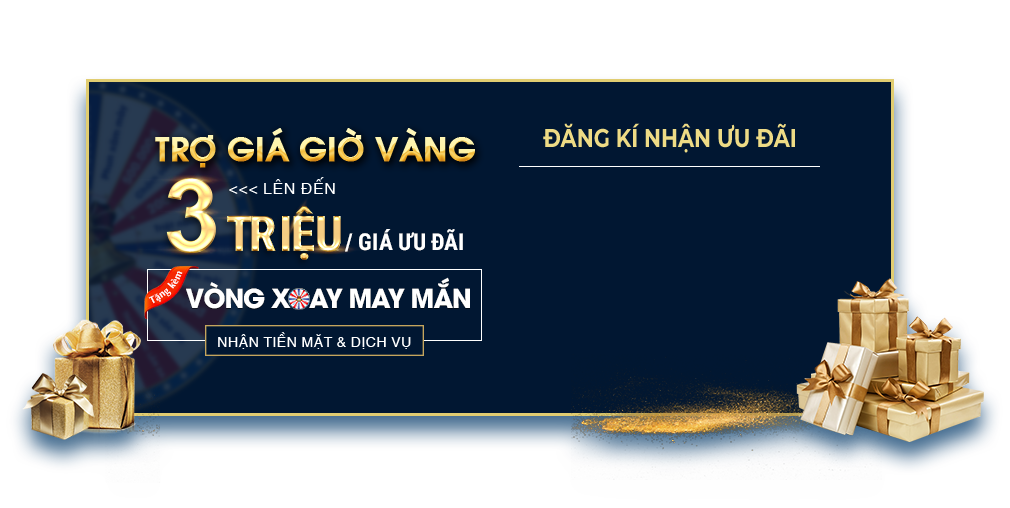 TRỢ GIÁ GIỜ VÀNG
<<< LÊN ĐẾN
3 TRIỆU / GIÁ ƯU ĐÃI
Tặng kèm
VÒNG XOAY MAY MẮN
NHẬN TIỀN MẶT & DỊCH VỤ
ĐĂNG KÍ NHẬN ƯU ĐÃI